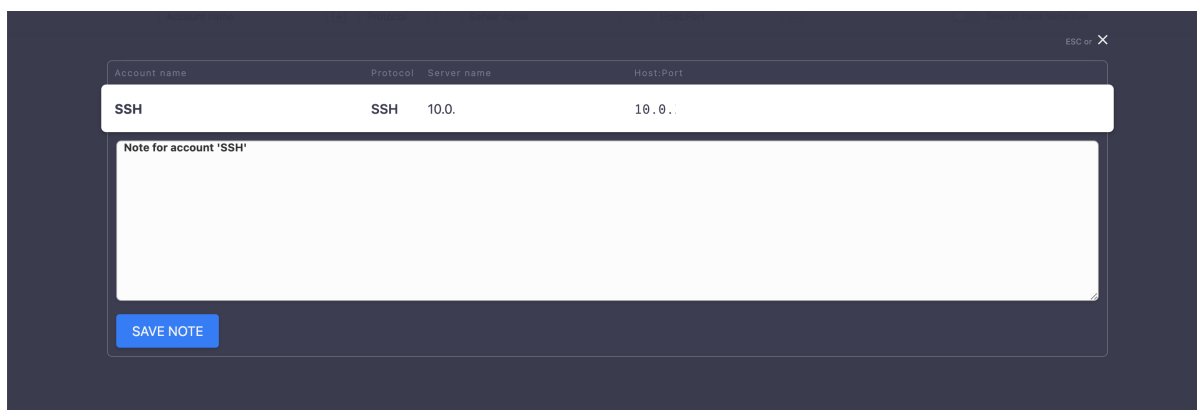 ESC or ✕
Account name Protocol Server name Host:Port
SSH SSH 10.0. 10.0.
Note for account 'SSH'
SAVE NOTE